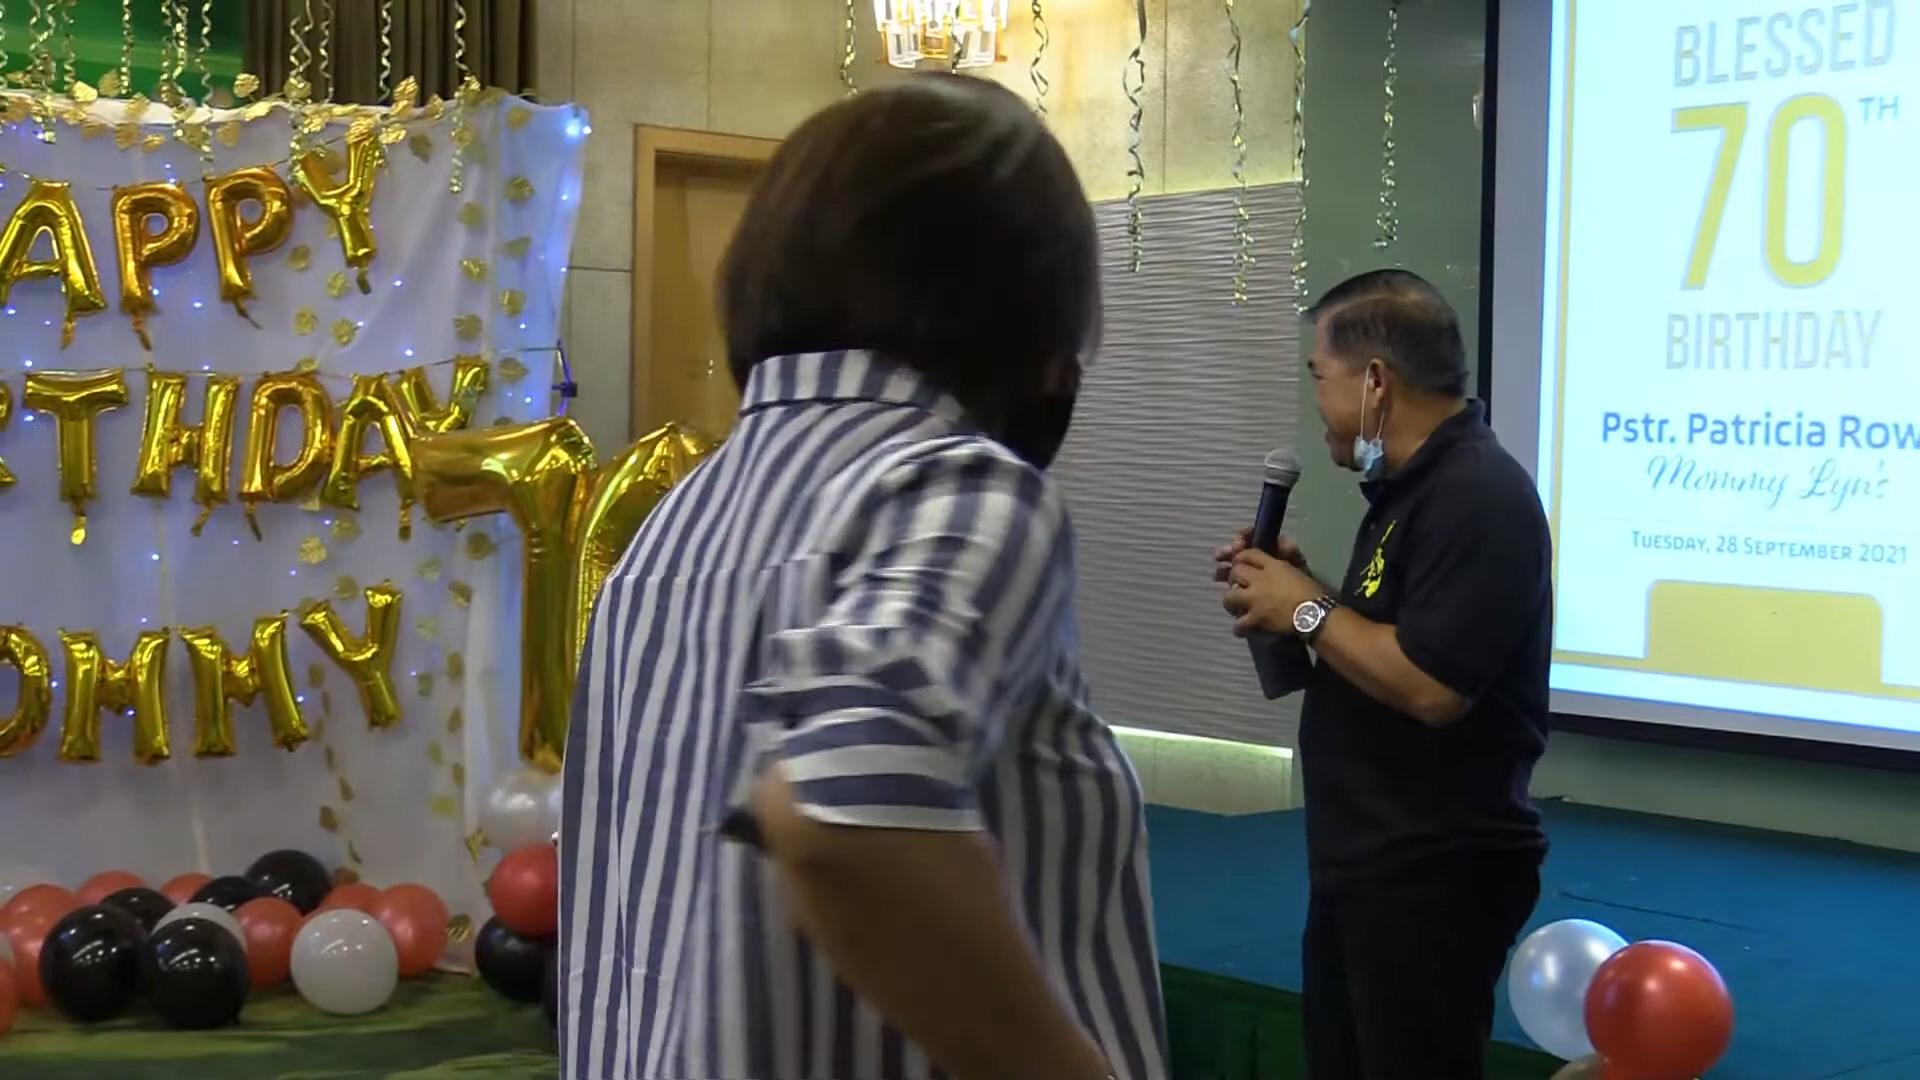 APPY
RTHDAY
OMMY
70
BLESSED
70TH
BIRTHDAY
Pstr. Patricia Row
Mommy Lyn's
TUESDAY, 28 SEPTEMBER 2021